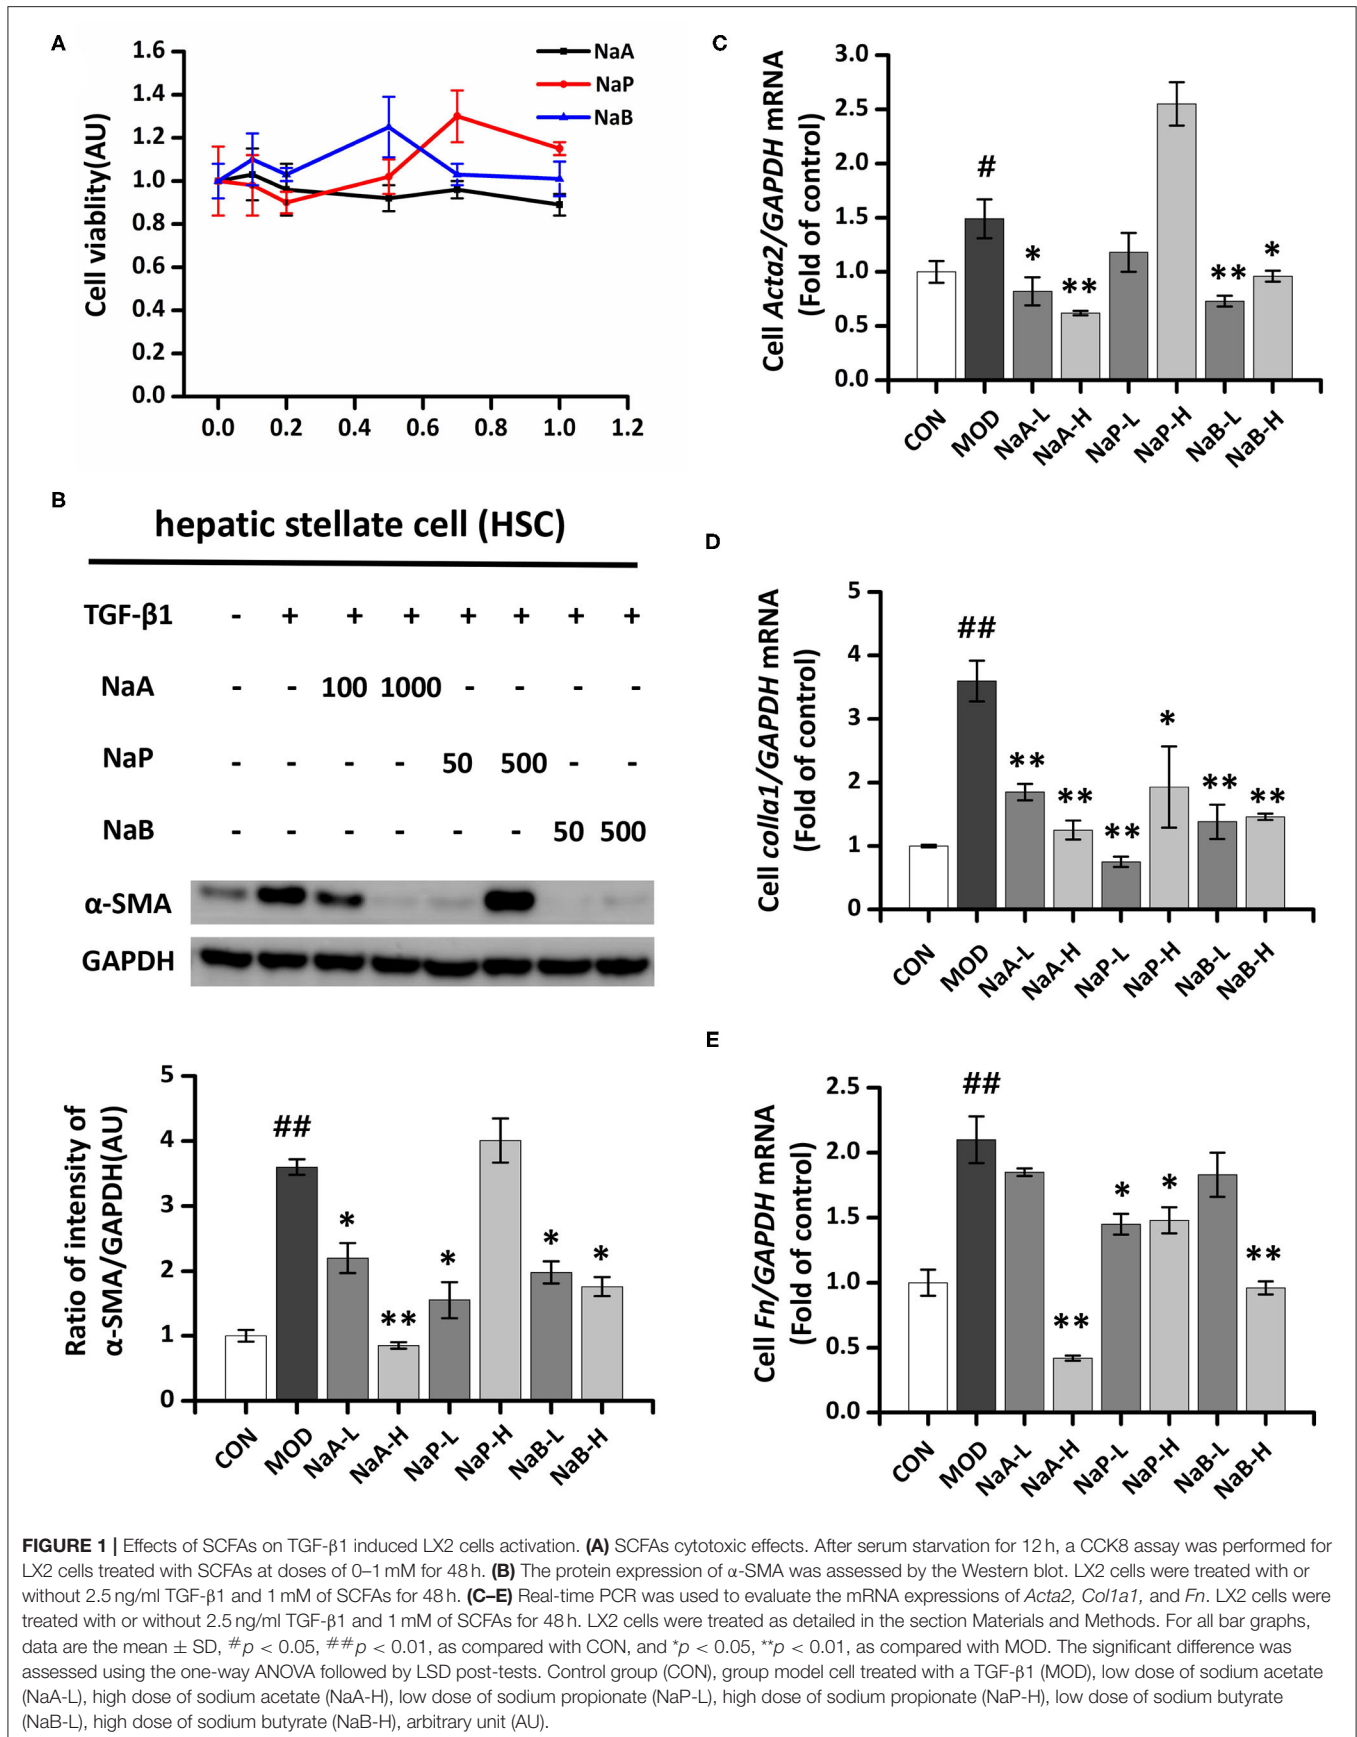 A
1.6
1.4
1.2
1.0
0.8
0.6
0.4
0.2
0.0
Cell viablity(AU)
0.0 0.2 0.4 0.6 0.8 1.0 1.2
NaA
NaP
NaB
B
hepatic stellate cell (HSC)
TGF-β1 - + + + + + + +
NaA - - 100 1000 - - - -
NaP - - - - 50 500 - -
NaB - - - - - - 50 500
α-SMA
GAPDH
5
4
3
2
1
0
Ratio of intensity of
α-SMA/GAPDH(AU)
## * ** * * *
CON MOD NaA-L NaA-H NaP-L NaP-H NaB-L NaB-H
C
3.0
2.5
2.0
1.5
1.0
0.5
0.0
Cell Acta2/GAPDH mRNA
(Fold of control)
# * ** ** *
CON MOD NaA-L NaA-H NaP-L NaP-H NaB-L NaB-H
D
5
4
3
2
1
0
Cell colla1/GAPDH mRNA
(Fold of control)
## ** ** ** * ** **
CON MOD NaA-L NaA-H NaP-L NaP-H NaB-L NaB-H
E
2.5
2.0
1.5
1.0
0.5
0.0
Cell Fn/GAPDH mRNA
(Fold of control)
## ** * * **
CON MOD NaA-L NaA-H NaP-L NaP-H NaB-L NaB-H
FIGURE 1 | Effects of SCFAs on TGF-β1 induced LX2 cells activation. (A) SCFAs cytotoxic effects. After serum starvation for 12 h, a CCK8 assay was performed for
LX2 cells treated with SCFAs at doses of 0–1 mM for 48 h. (B) The protein expression of α-SMA was assessed by the Western blot. LX2 cells were treated with or
without 2.5 ng/ml TGF-β1 and 1 mM of SCFAs for 48 h. (C–E) Real-time PCR was used to evaluate the mRNA expressions of Acta2, Col1a1, and Fn. LX2 cells were
treated with or without 2.5 ng/ml TGF-β1 and 1 mM of SCFAs for 48 h. LX2 cells were treated as detailed in the section Materials and Methods. For all bar graphs,
data are the mean ± SD, #p < 0.05, ##p < 0.01, as compared with CON, and *p < 0.05, **p < 0.01, as compared with MOD. The significant difference was
assessed using the one-way ANOVA followed by LSD post-tests. Control group (CON), group model cell treated with a TGF-β1 (MOD), low dose of sodium acetate
(NaA-L), high dose of sodium acetate (NaA-H), low dose of sodium propionate (NaP-L), high dose of sodium propionate (NaP-H), low dose of sodium butyrate
(NaB-L), high dose of sodium butyrate (NaB-H), arbitrary unit (AU).